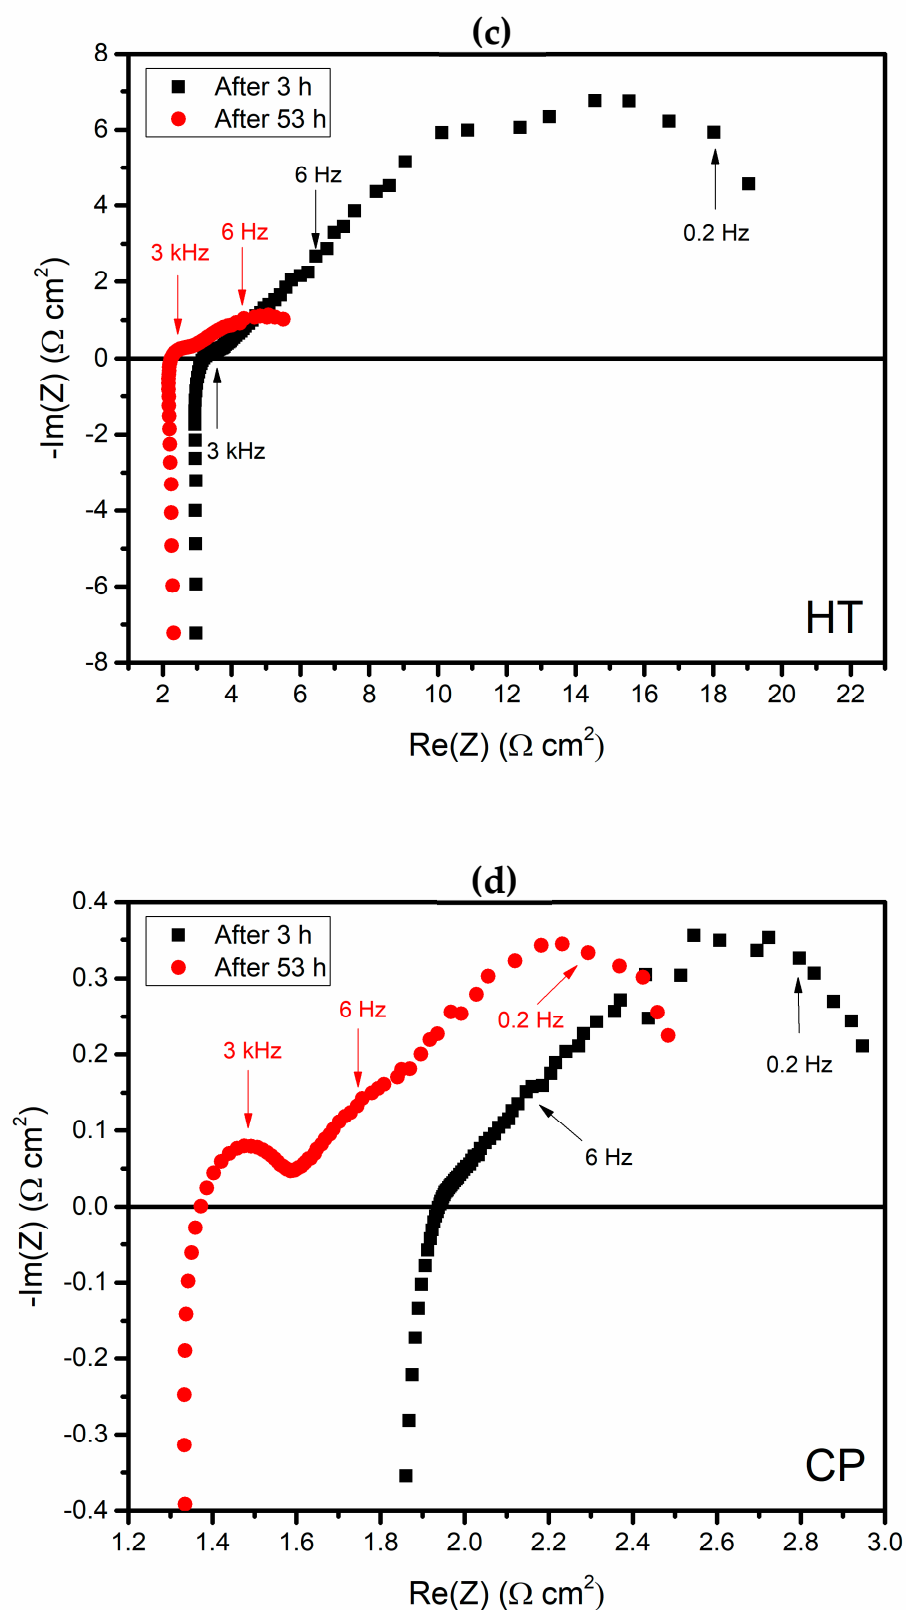 (c)
8
6
4
2
0
-2
-4
-6
-8
-Im(Z) (Ω cm²)
After 3 h
After 53 h
6 Hz
0.2 Hz
3 kHz
6 Hz
3 kHz
HT
2 4 6 8 10 12 14 16 18 20 22
Re(Z) (Ω cm²)
(d)
0.4
0.3
0.2
0.1
0.0
-0.1
-0.2
-0.3
-0.4
-Im(Z) (Ω cm²)
After 3 h
After 53 h
6 Hz
0.2 Hz
3 kHz
0.2 Hz
6 Hz
CP
1.2 1.4 1.6 1.8 2.0 2.2 2.4 2.6 2.8 3.0
Re(Z) (Ω cm²)